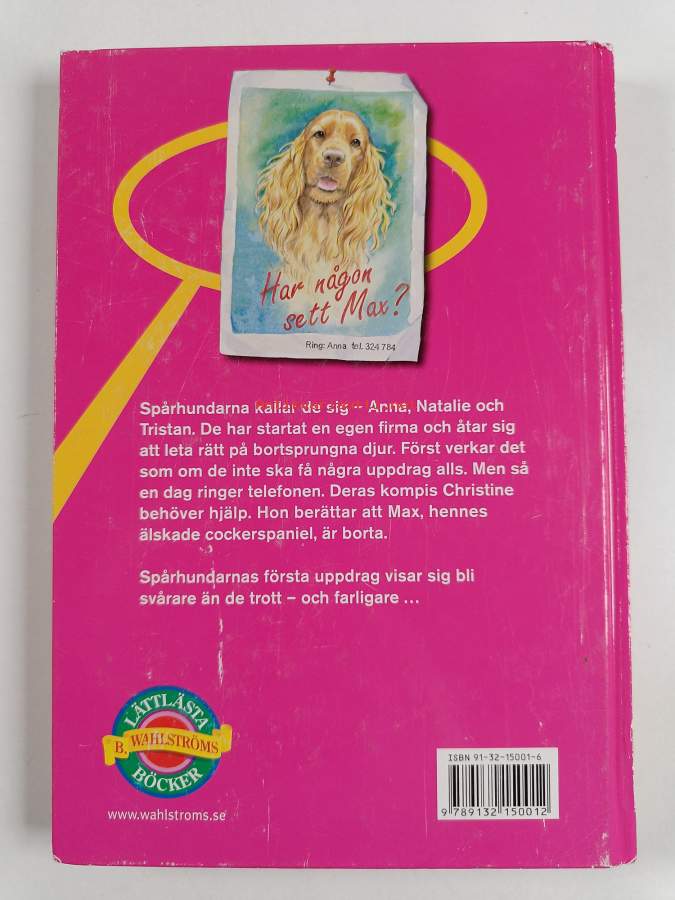 Har någon
sett Max?
Ring: Anna tel. 324 784
Spårhundarna kallar de sig – Anna, Natalie och
Tristan. De har startat en egen firma och åtar sig
att leta rätt på bortsprungna djur. Först verkar det
som om de inte ska få några uppdrag alls. Men så
en dag ringer telefonen. Deras kompis Christine
behöver hjälp. Hon berättar att Max, hennes
älskade cockerspaniel, är borta.
Spårhundarnas första uppdrag visar sig bli
svårare än de trott – och farligare ...
LÄTTLÄSTA
B. WAHLSTRÖMS
BÖCKER
www.wahlstroms.se
ISBN 91-32-15001-6
9 789132 150012